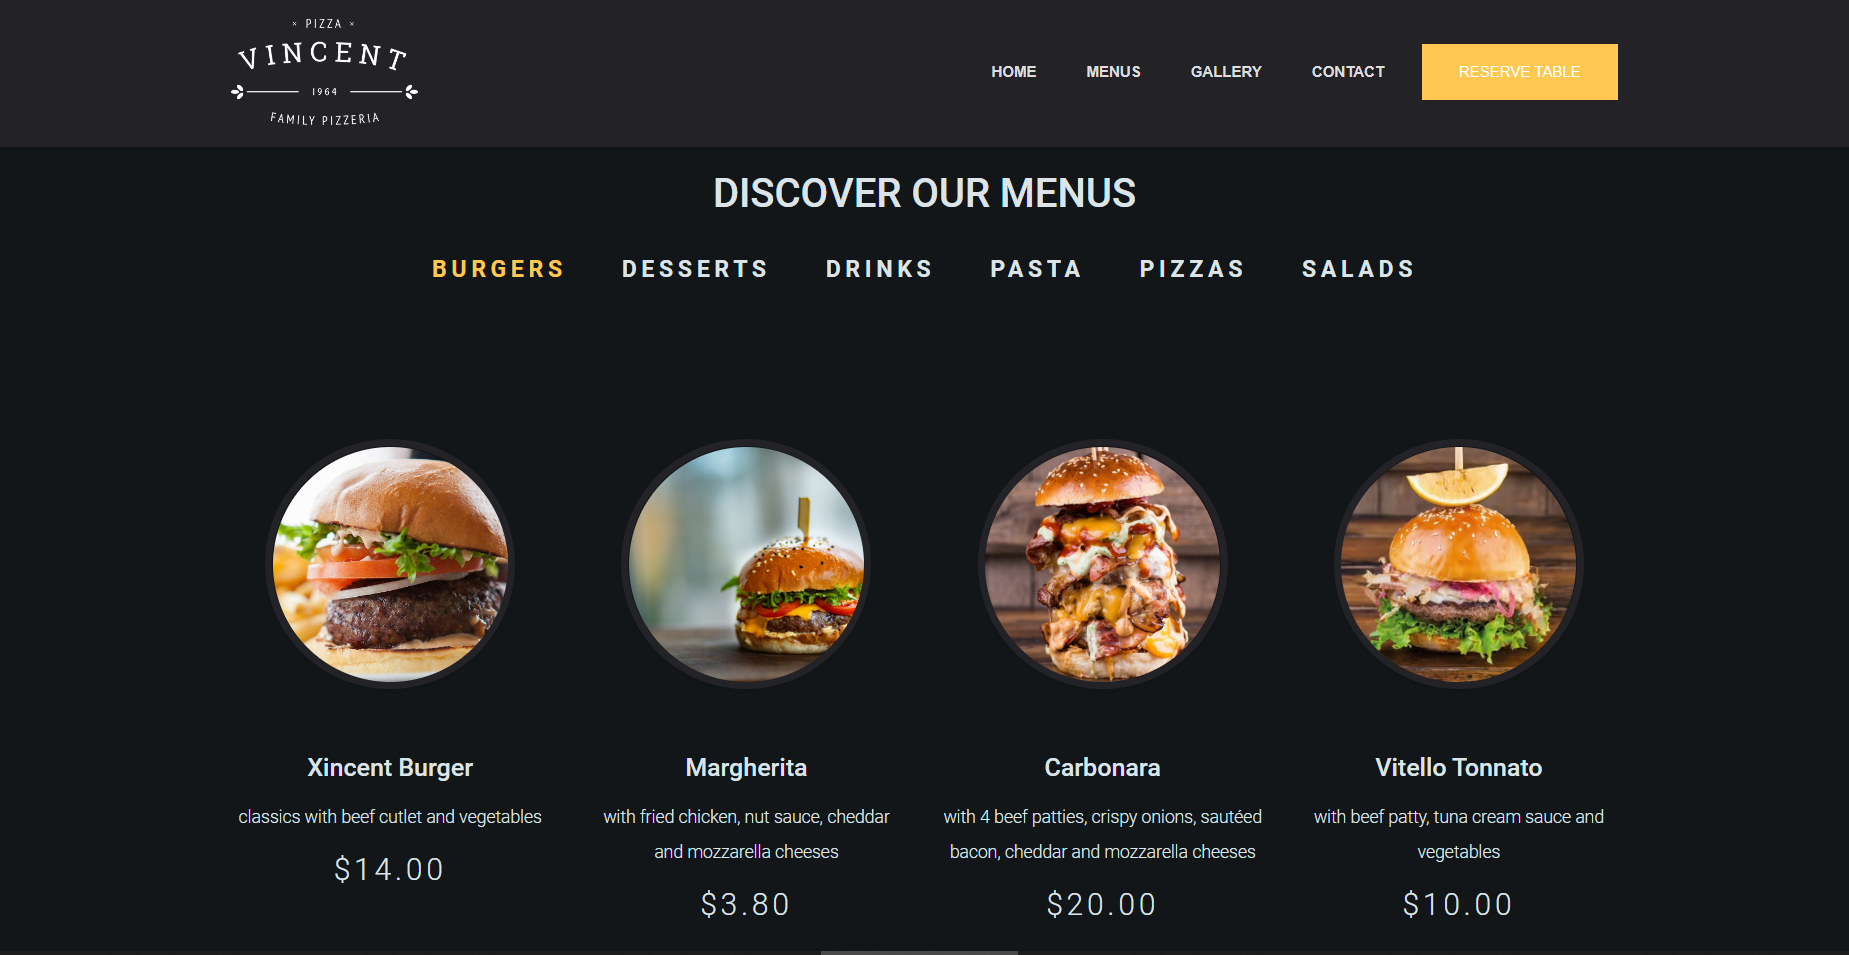 × PIZZA ×
VINCENT
1964
FAMILY PIZZERIA
HOME MENUS GALLERY CONTACT RESERVE TABLE
DISCOVER OUR MENUS
BURGERS DESSERTS DRINKS PASTA PIZZAS SALADS
Xincent Burger
classics with beef cutlet and vegetables
$14.00
Margherita
with fried chicken, nut sauce, cheddar
and mozzarella cheeses
$3.80
Carbonara
with 4 beef patties, crispy onions, sautéed
bacon, cheddar and mozzarella cheeses
$20.00
Vitello Tonnato
with beef patty, tuna cream sauce and
vegetables
$10.00